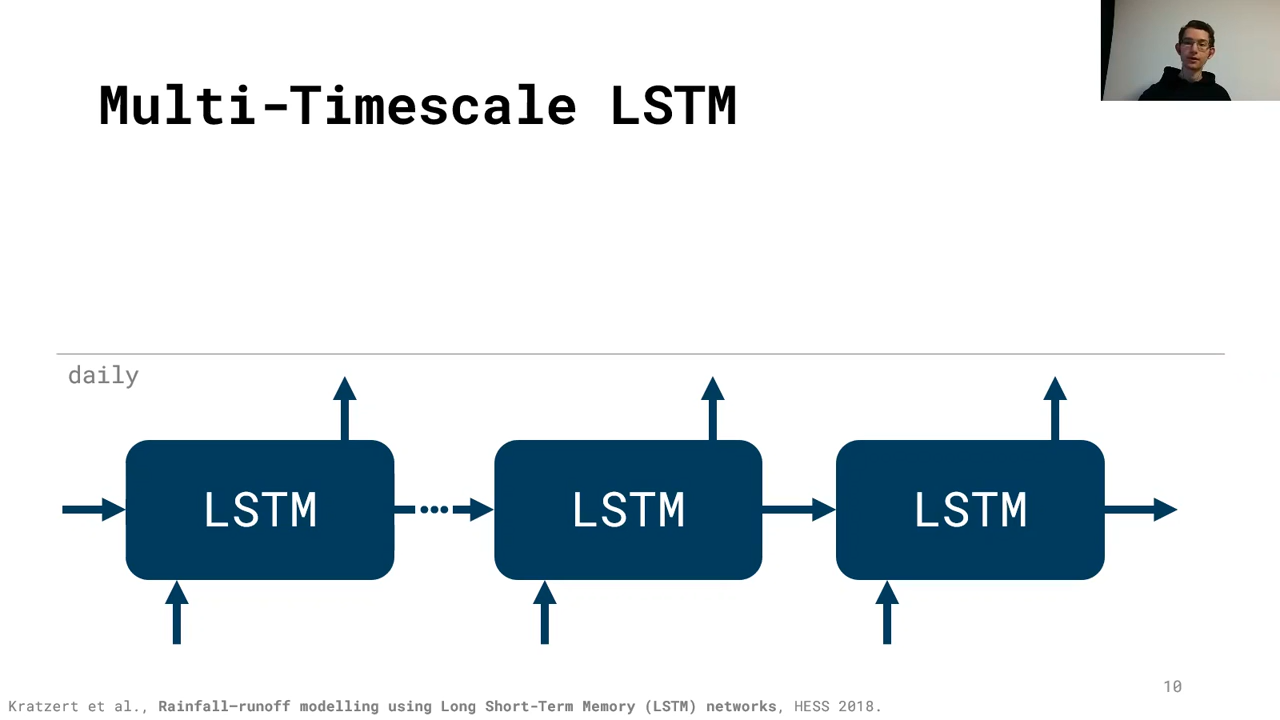 Multi-Timescale LSTM
daily
LSTM LSTM LSTM
10
Kratzert et al., Rainfall–runoff modelling using Long Short-Term Memory (LSTM) networks, HESS 2018.